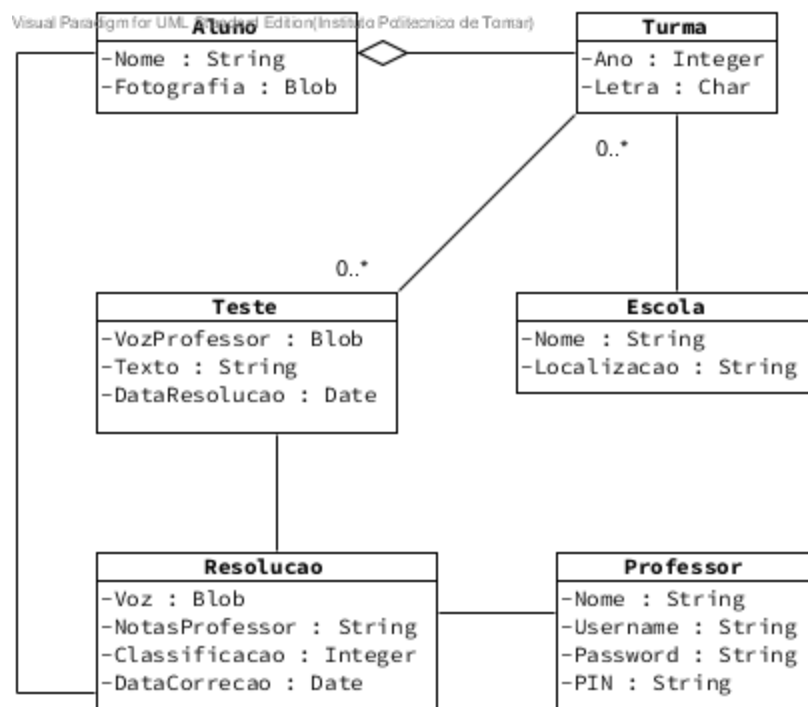 Visual Paradigm for UML Standard Edition(Instituto Politecnico de Tomar)
Aluno
-Nome : String
-Fotografia : Blob
Turma
-Ano : Integer
-Letra : Char
0..*
0..*
Teste
-VozProfessor : Blob
-Texto : String
-DataResolucao : Date
Escola
-Nome : String
-Localizacao : String
Resolucao
-Voz : Blob
-NotasProfessor : String
-Classificacao : Integer
-DataCorrecao : Date
Professor
-Nome : String
-Username : String
-Password : String
-PIN : String